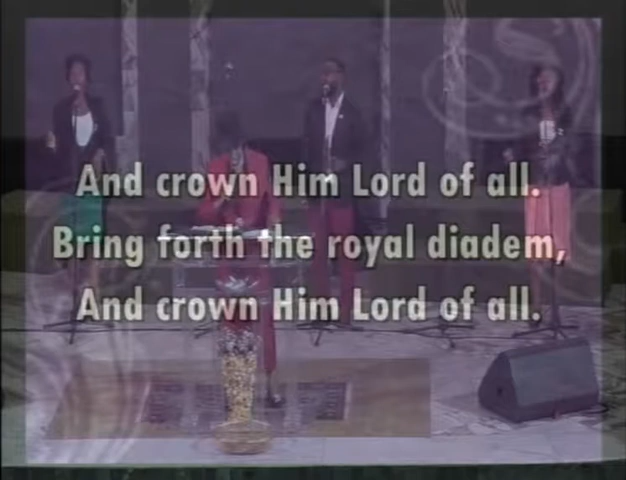 And crown Him Lord of all.
Bring forth the royal diadem,
And crown Him Lord of all.